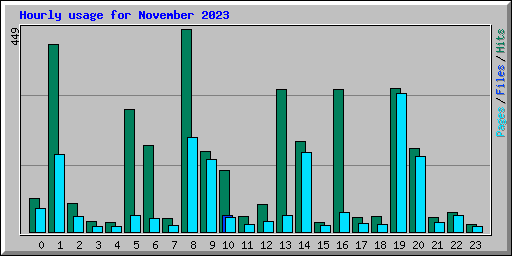 Hourly usage for November 2023
449
Pages / Files / Hits
0 1 2 3 4 5 6 7 8 9 10 11 12 13 14 15 16 17 18 19 20 21 22 23